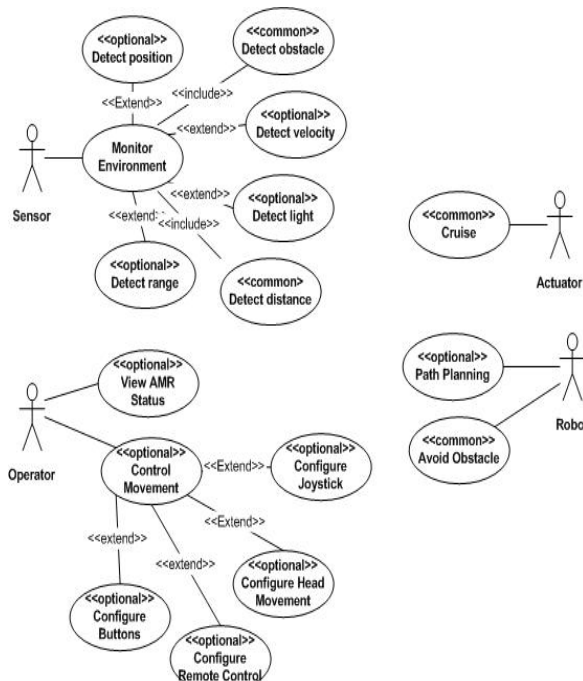 <<optional>>
Detect position
<<common>>
Detect obstacle
<<Extend>>
<<include>>
<<optional>>
Detect velocity
<<extend>>
Monitor
Environment
Sensor
<<extend>>
<<optional>>
Detect light
<<extend>>
<<include>>
<<optional>>
Detect range
<<common>
Detect distance
<<common>>
Cruise
Actuator
<<optional>>
View AMR
Status
Operator
<<optional>>
Control
Movement
<<Extend>>
<<optional>>
Configure
Joystick
<<optional>>
Path Planning
<<common>>
Avoid Obstacle
Robo
<<Extend>>
<<extend>>
<<extend>>
<<optional>>
Configure Head
Movement
<<optional>>
Configure
Buttons
<<optional>>
Configure
Remote Control